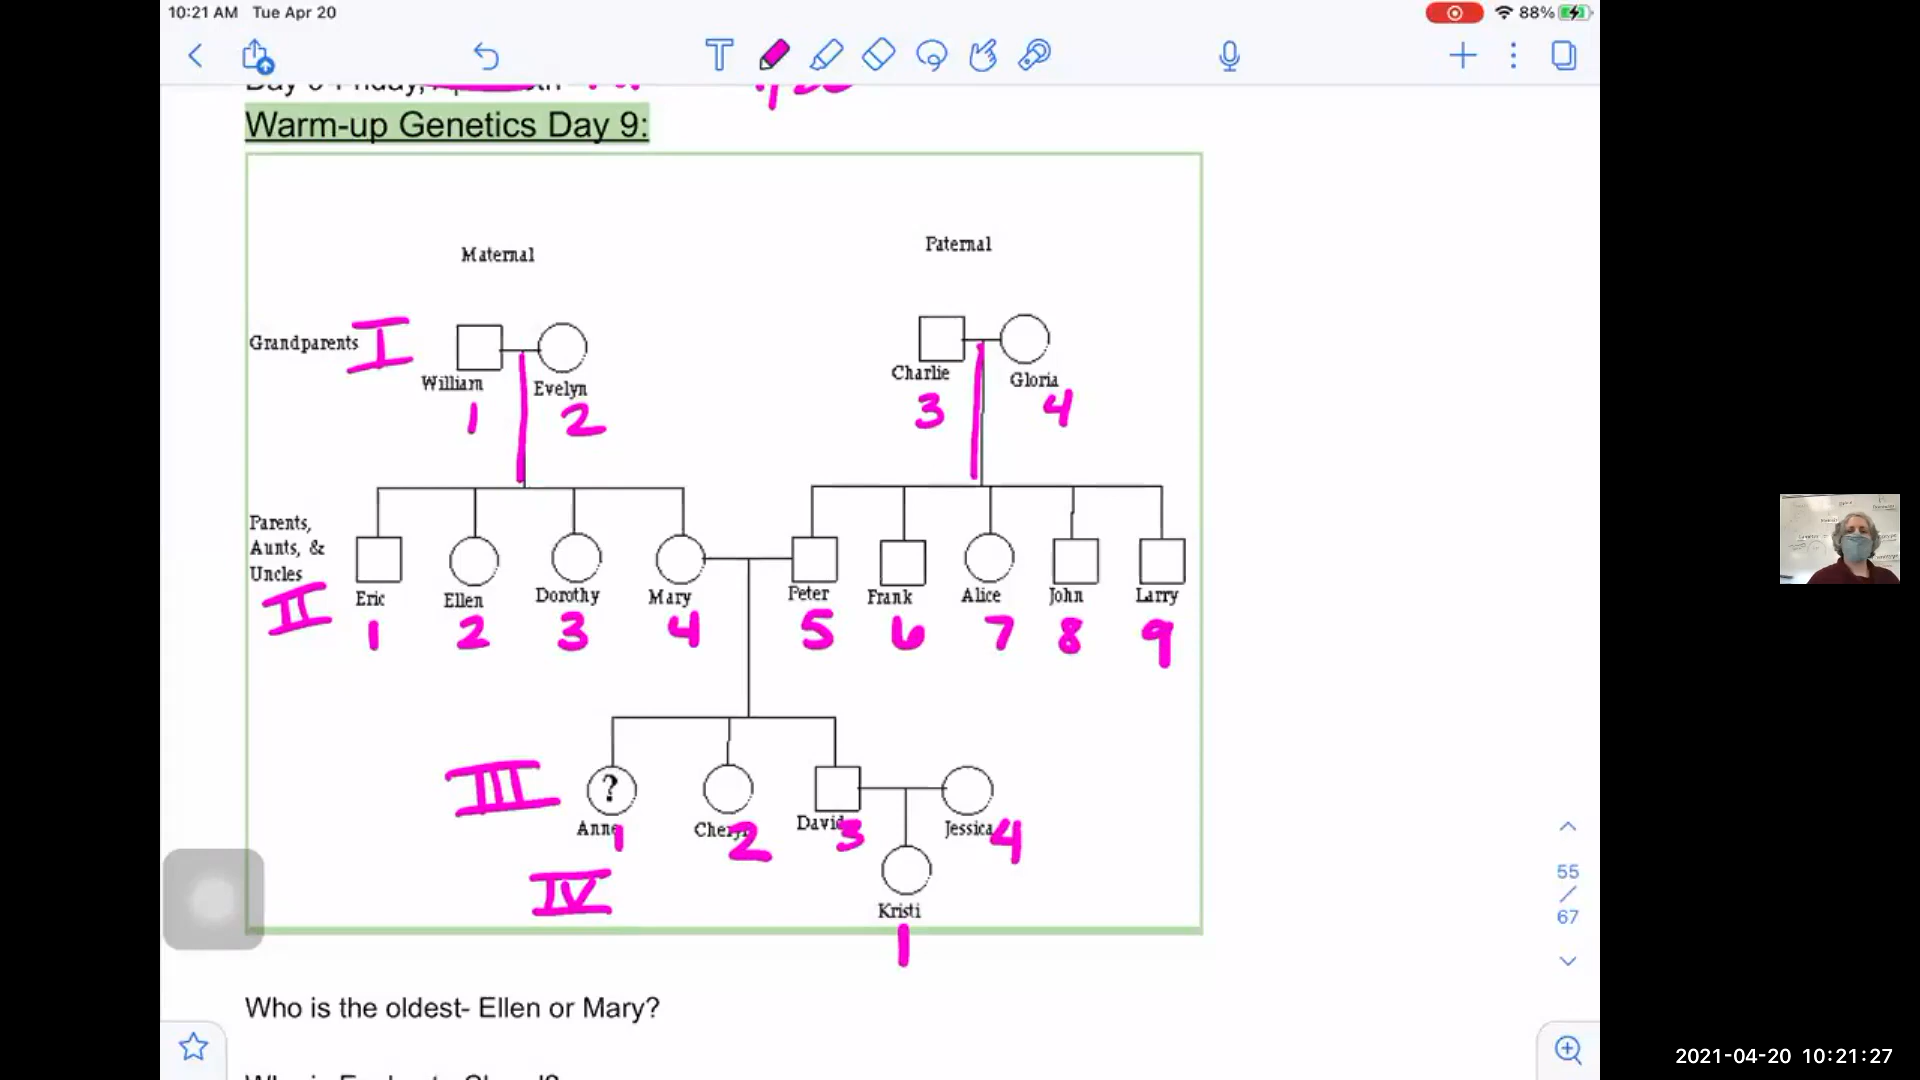 10:21 AM Tue Apr 20
88%
Warm-up Genetics Day 9:
Maternal
Paternal
Grandparents I
William
Evelyn
Charlie
Gloria
1
2
3
4
Parents,
Aunts, &
Uncles
II
Eric
Ellen
Dorothy
Mary
Peter
Frank
Alice
John
Larry
1
2
3
4
5
6
7
8
9
III
?
Anne
Cheryl
David
Jessica
1
2
3
4
IV
Kristi
1
55
/
67
Who is the oldest- Ellen or Mary?
2021-04-20 10:21:27